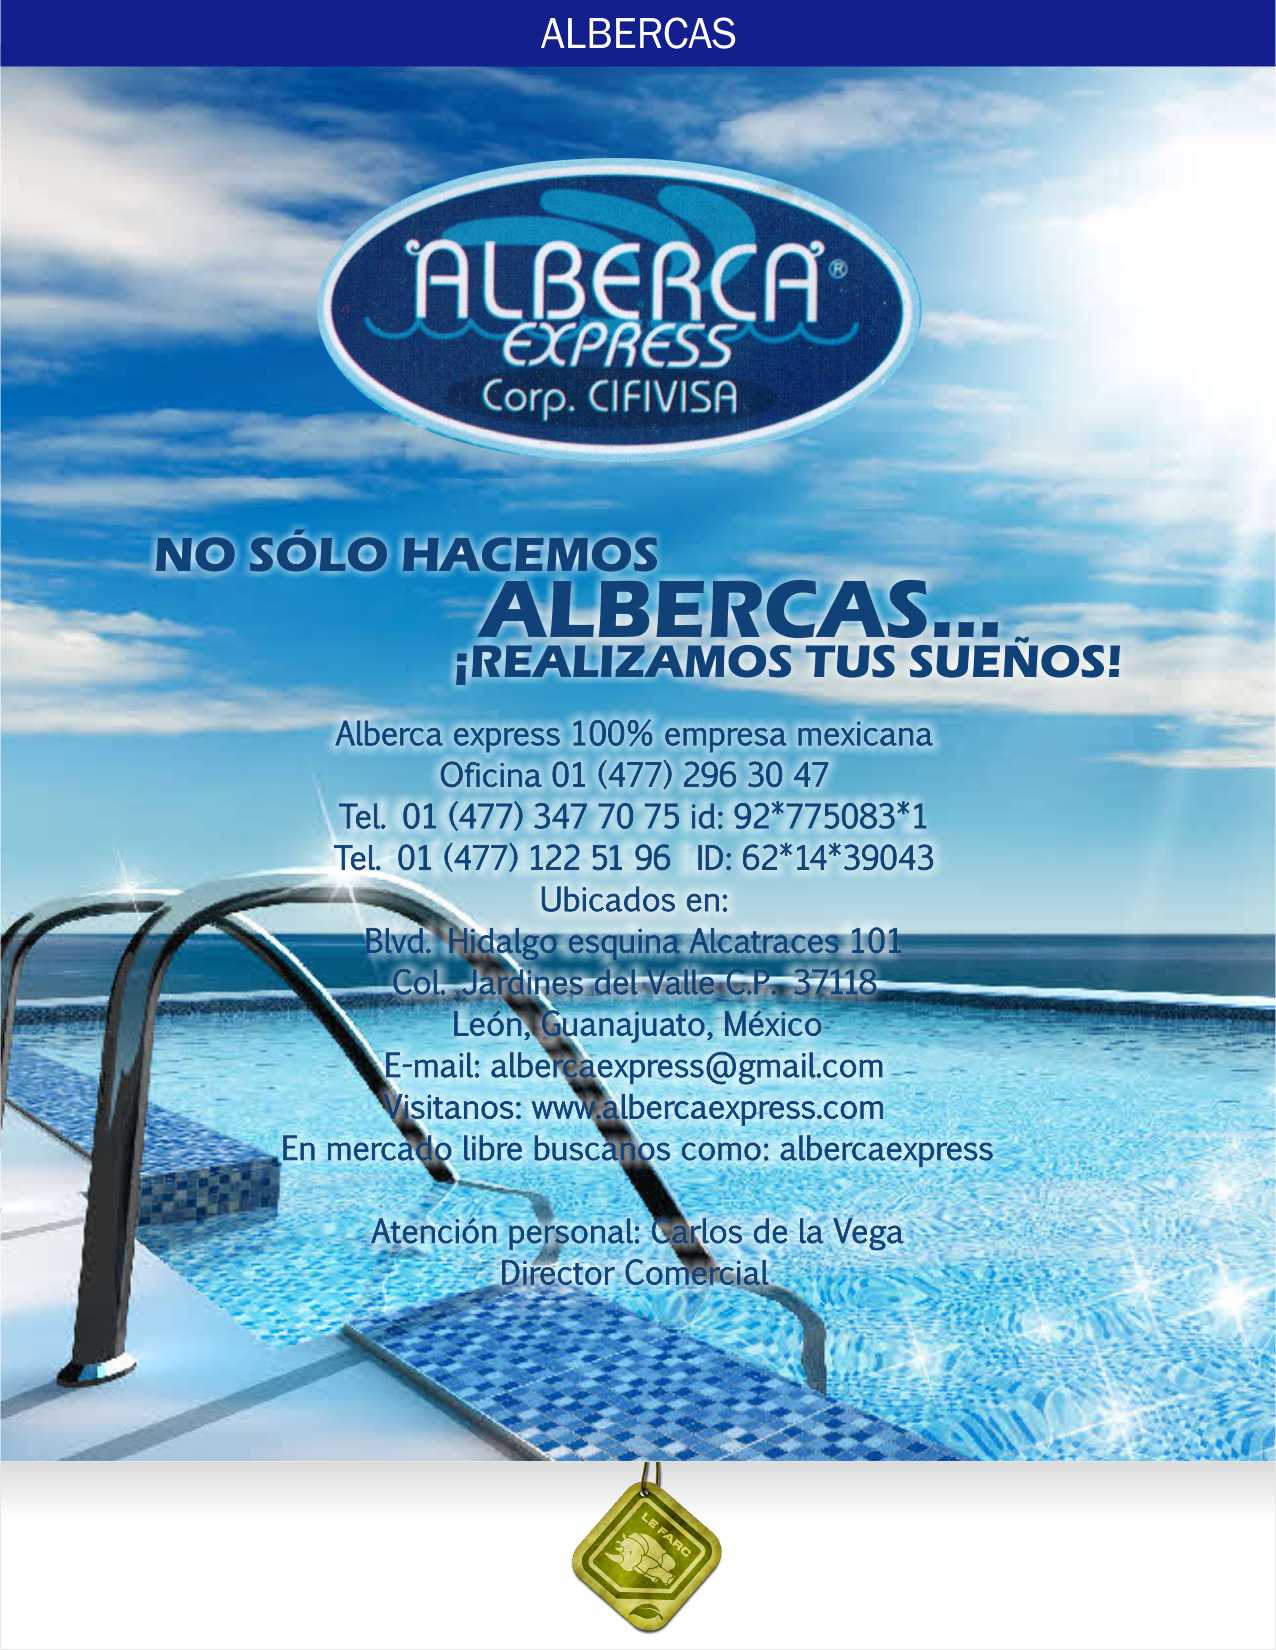 ALBERCAS
ALBERCA®
EXPRESS
Corp. CIFIVISA
NO SÓLO HACEMOS
ALBERCAS...
¡REALIZAMOS TUS SUEÑOS!
Alberca express 100% empresa mexicana
Oficina 01 (477) 296 30 47
Tel. 01 (477) 347 70 75 id: 92*775083*1
Tel. 01 (477) 122 51 96 ID: 62*14*39043
Ubicados en:
Blvd. Hidalgo esquina Alcatraces 101
Col. Jardines del Valle C.P. 37118
León, Guanajuato, México
E-mail: albercaexpress@gmail.com
Visitanos: www.albercaexpress.com
En mercado libre buscanos como: albercaexpress
Atención personal: Carlos de la Vega
Director Comercial
LE FARC